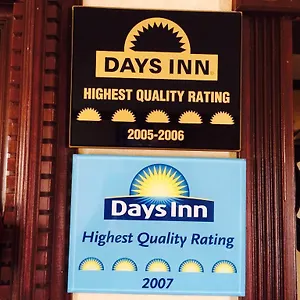 DAYS INN®
HIGHEST QUALITY RATING
2005-2006
Days Inn
Highest Quality Rating
2007